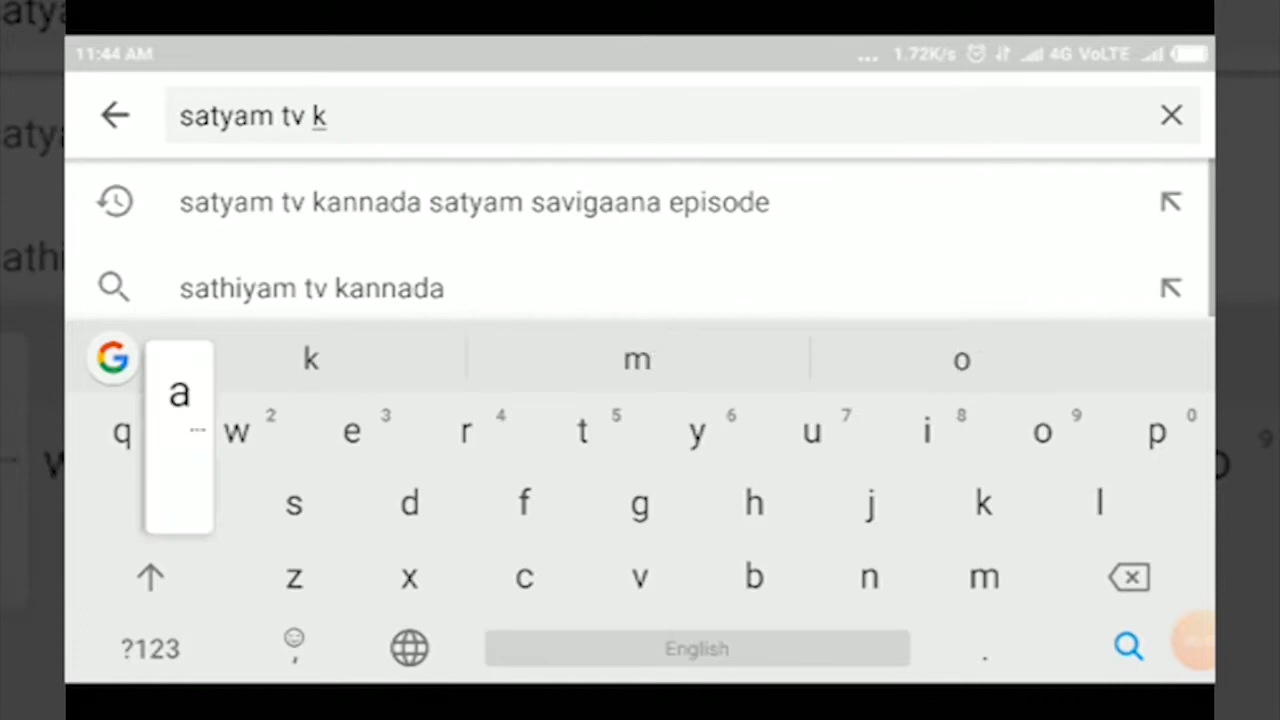 11:44 AM ... 1.72K/s 4G VoLTE
satyam tv k
satyam tv kannada satyam savigaana episode
sathiyam tv kannada
G k m o
a ...
q w 2 e 3 r 4 t 5 y 6 u 7 i 8 o 9 p 0
s d f g h j k l
z x c v b n m
?123 , English .